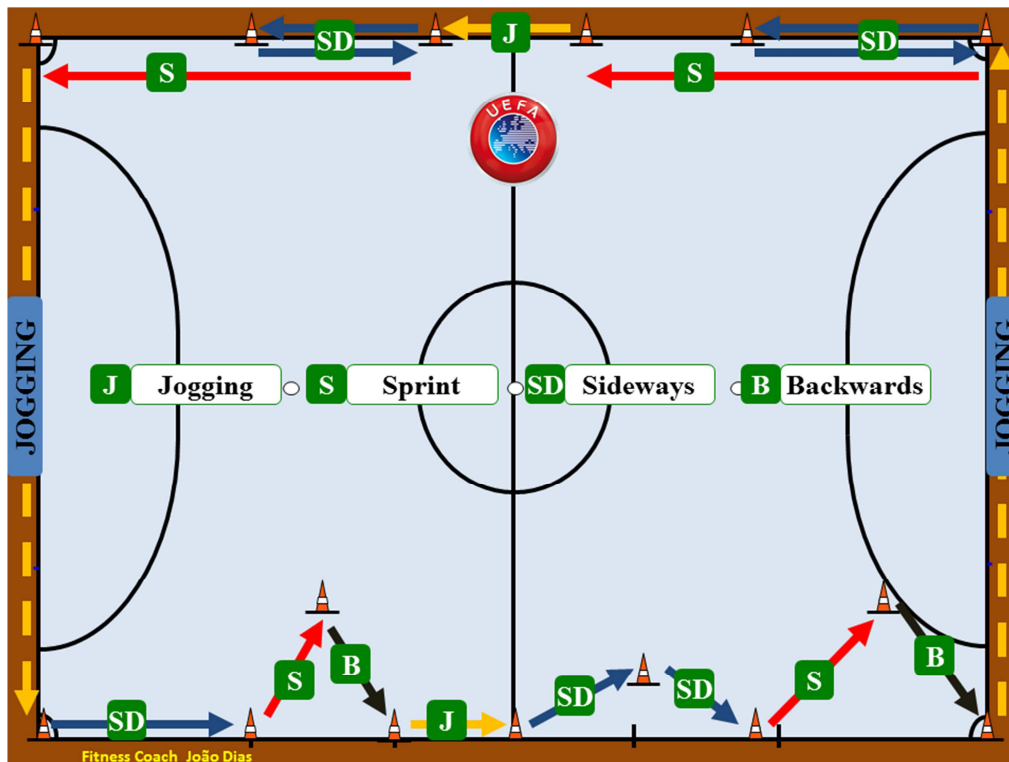 SD
J
SD
S
S
UEFA
JOGGING
JOGGING
J Jogging
S Sprint
SD Sideways
B Backwards
S
B
SD
J
SD
SD
S
B
Fitness Coach João Dias